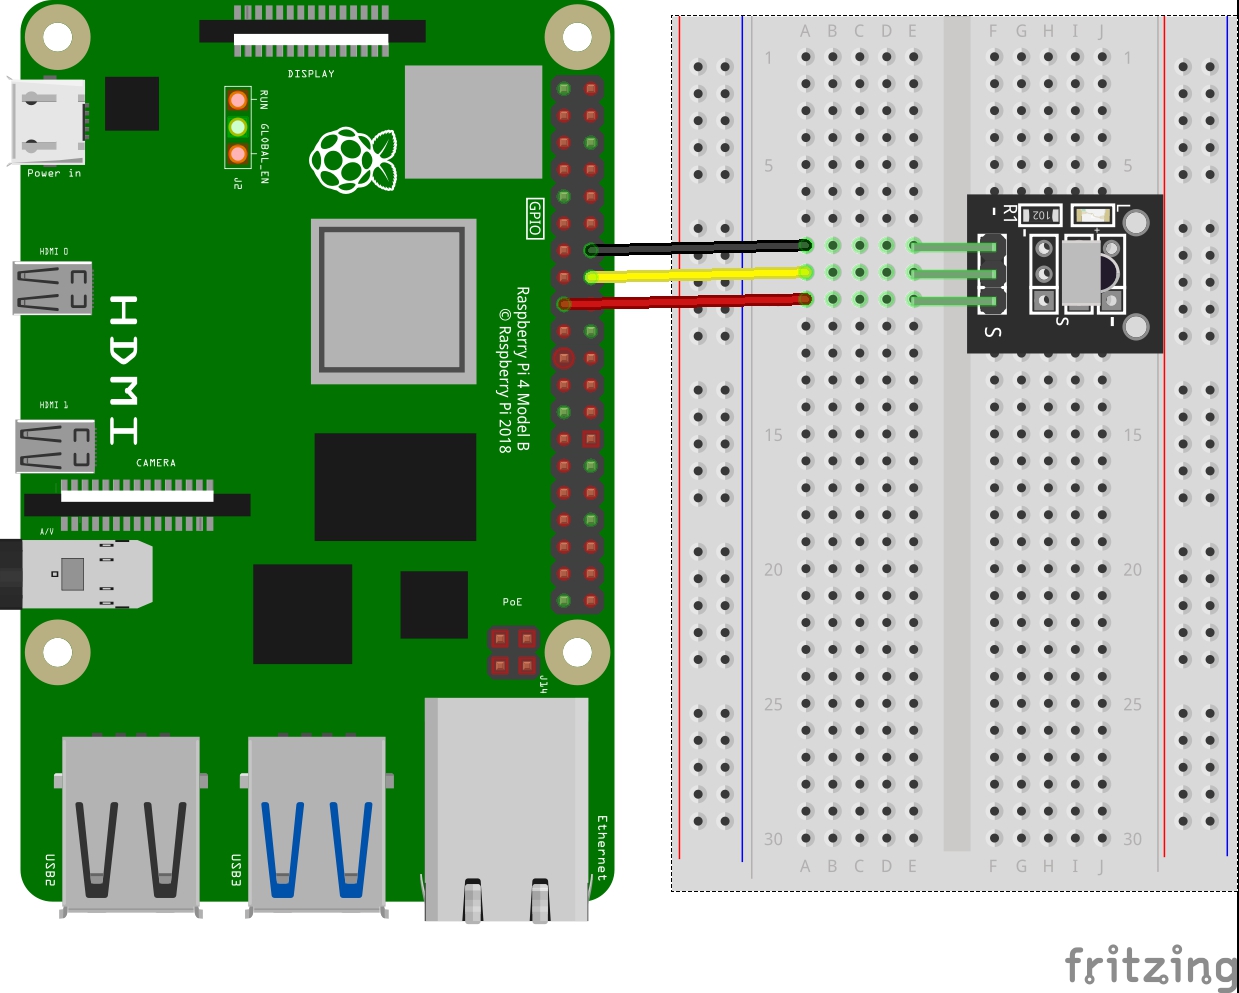 DISPLAY
RUN
GLOBAL_EN
J2
Power in
GPIO
HDMI 0
HDMI
Raspberry Pi 4 Model B
© Raspberry Pi 2018
HDMI 1
CAMERA
A/V
PoE
J14
USB2
USB3
Ethernet
A B C D E F G H I J
1 1
5 5
15 15
20 20
25 25
30 30
A B C D E F G H I J
-
R1
102
L
-
+
S
S
-
fritzing